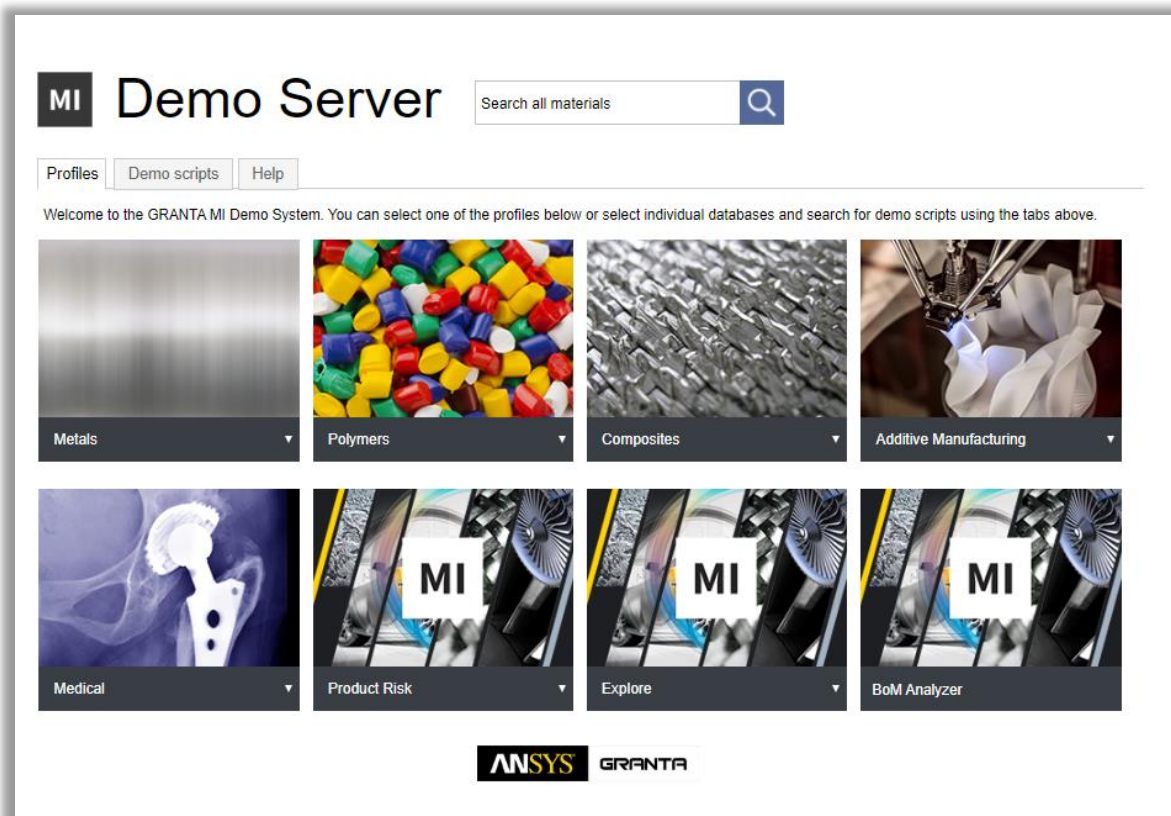 MI Demo Server
Search all materials
Profiles Demo scripts Help
Welcome to the GRANTA MI Demo System. You can select one of the profiles below or select individual databases and search for demo scripts using the tabs above.
Metals Polymers Composites Additive Manufacturing
MI MI MI
Medical Product Risk Explore BoM Analyzer
ANSYS GRANTA